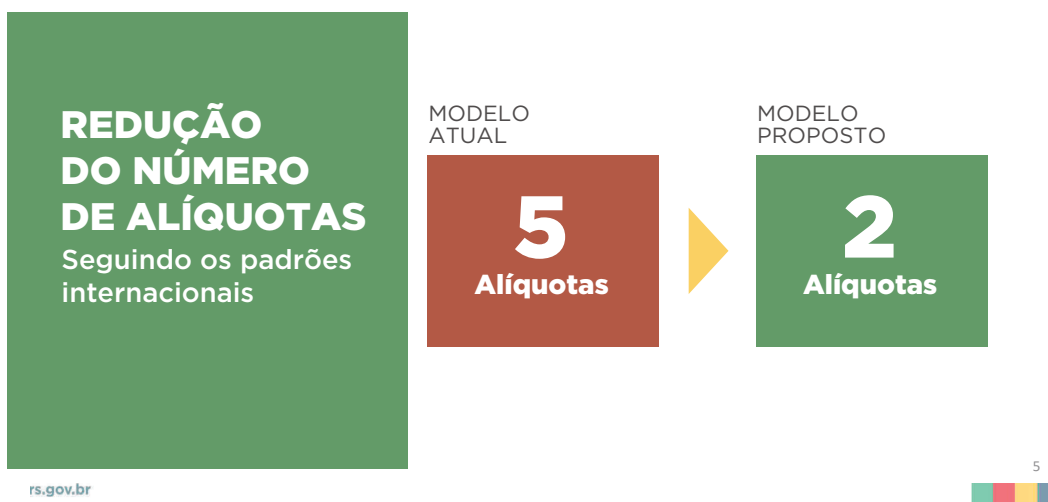 REDUÇÃO
DO NÚMERO
DE ALÍQUOTAS
Seguindo os padrões
internacionais
MODELO
ATUAL
5
Alíquotas
MODELO
PROPOSTO
2
Alíquotas
rs.gov.br
5